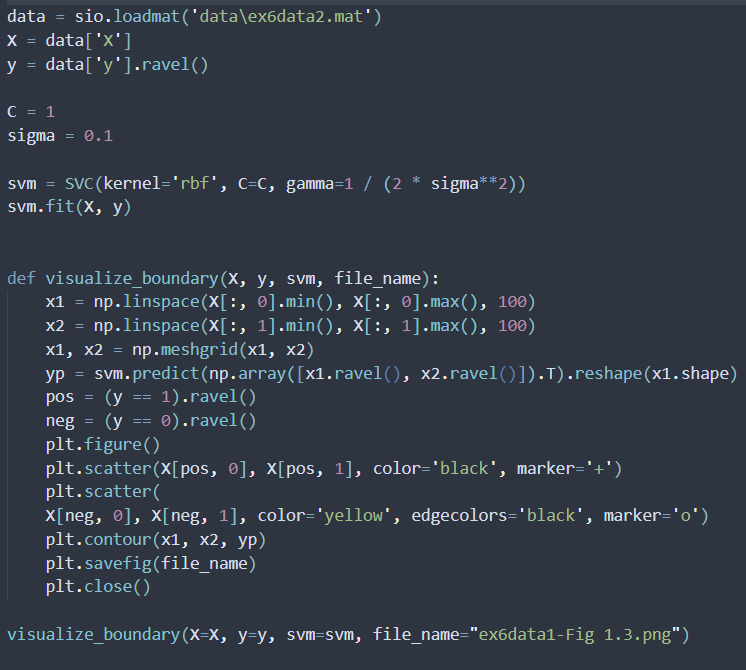 data = sio.loadmat('data\ex6data2.mat')
X = data['X']
y = data['y'].ravel()
C = 1
sigma = 0.1
svm = SVC(kernel='rbf', C=C, gamma=1 / (2 * sigma**2))
svm.fit(X, y)
def visualize_boundary(X, y, svm, file_name):
    x1 = np.linspace(X[:, 0].min(), X[:, 0].max(), 100)
    x2 = np.linspace(X[:, 1].min(), X[:, 1].max(), 100)
    x1, x2 = np.meshgrid(x1, x2)
    yp = svm.predict(np.array([x1.ravel(), x2.ravel()]).T).reshape(x1.shape)
    pos = (y == 1).ravel()
    neg = (y == 0).ravel()
    plt.figure()
    plt.scatter(X[pos, 0], X[pos, 1], color='black', marker='+')
    plt.scatter(
    X[neg, 0], X[neg, 1], color='yellow', edgecolors='black', marker='o')
    plt.contour(x1, x2, yp)
    plt.savefig(file_name)
    plt.close()
visualize_boundary(X=X, y=y, svm=svm, file_name="ex6data1-Fig 1.3.png")